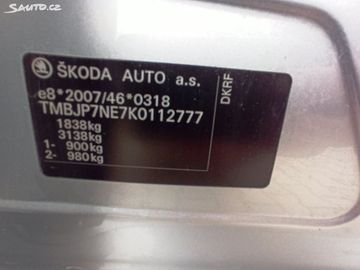 Sauto.cz
ŠKODA AUTO a.s.
e8*2007/46*0318
TMBJP7NE7K0112777
1838kg
3138kg
1- 900kg
2- 980kg
DKRF